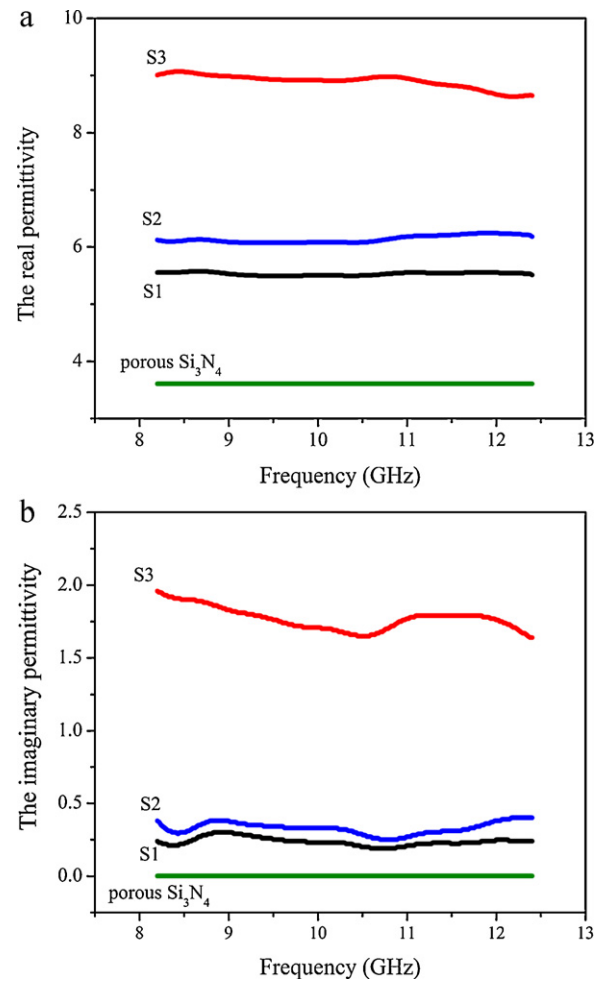 a
10
8
6
4
The real permittivity
S3
S2
S1
porous Si₃N₄
8 9 10 11 12 13
Frequency (GHz)
b
2.5
2.0
1.5
1.0
0.5
0.0
The imaginary permittivity
S3
S2
S1
porous Si₃N₄
8 9 10 11 12 13
Frequency (GHz)